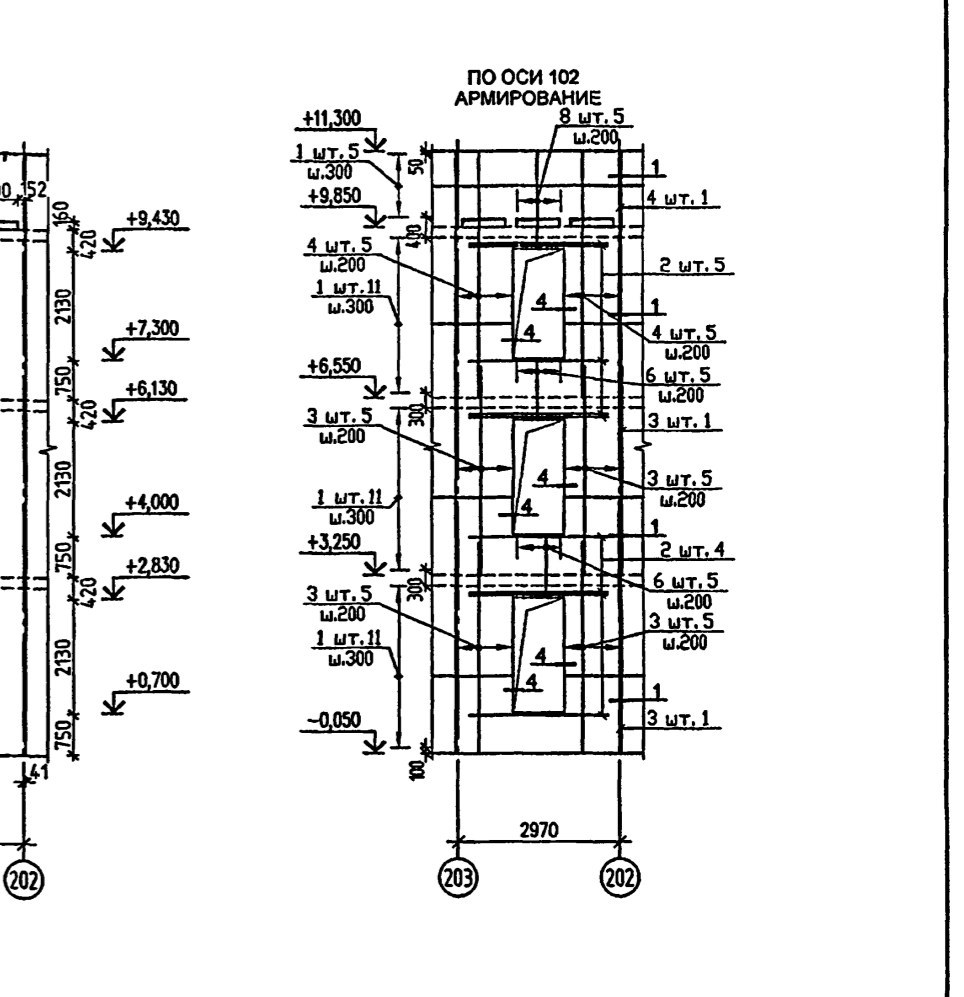 ПО ОСИ 102
АРМИРОВАНИЕ
+11,300
8 шт. 5
ш.200
1 шт. 5
ш.300
50
1
4 шт. 1
+9,850
400
4 шт. 5
ш.200
2 шт. 5
1 шт.11
ш.300
4
4
1
4 шт. 5
ш.200
+6,550
6 шт. 5
ш.200
300
3 шт. 5
ш.200
3 шт. 1
3 шт. 5
ш.200
4
4
1 шт.11
ш.300
1
+3,250
2 шт. 4
300
6 шт. 5
ш.200
3 шт. 5
ш.200
3 шт. 5
ш.200
1 шт.11
ш.300
4
4
1
3 шт. 1
~0,050
100
2970
203
202
152
160
+9,430
420
2130
+7,300
750
+6,130
420
2130
+4,000
750
+2,830
420
2130
+0,700
750
41
202